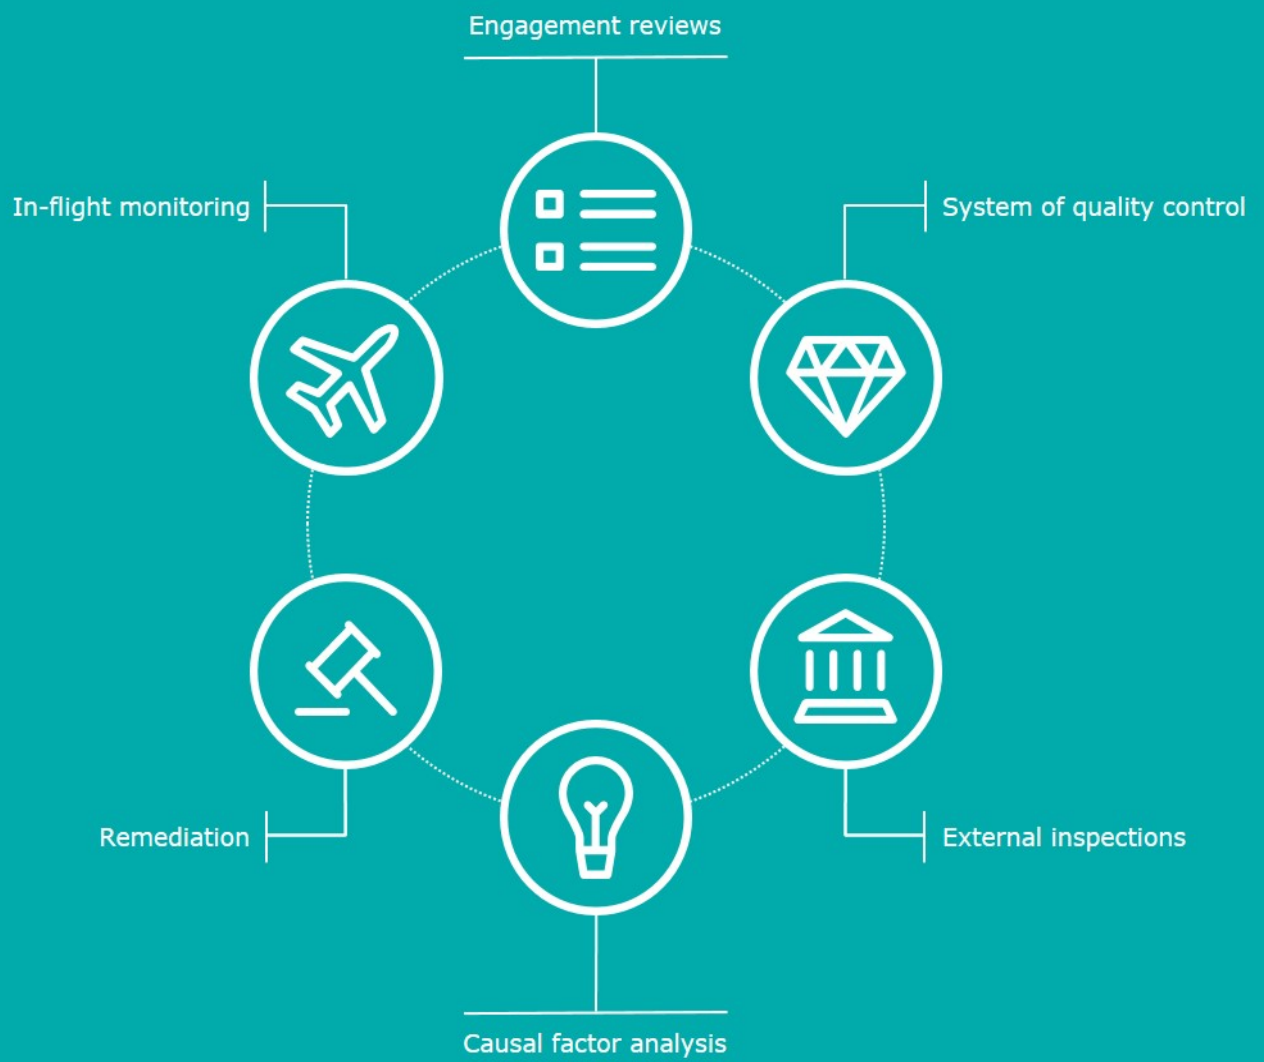 Engagement reviews
In-flight monitoring
System of quality control
Remediation
External inspections
Causal factor analysis